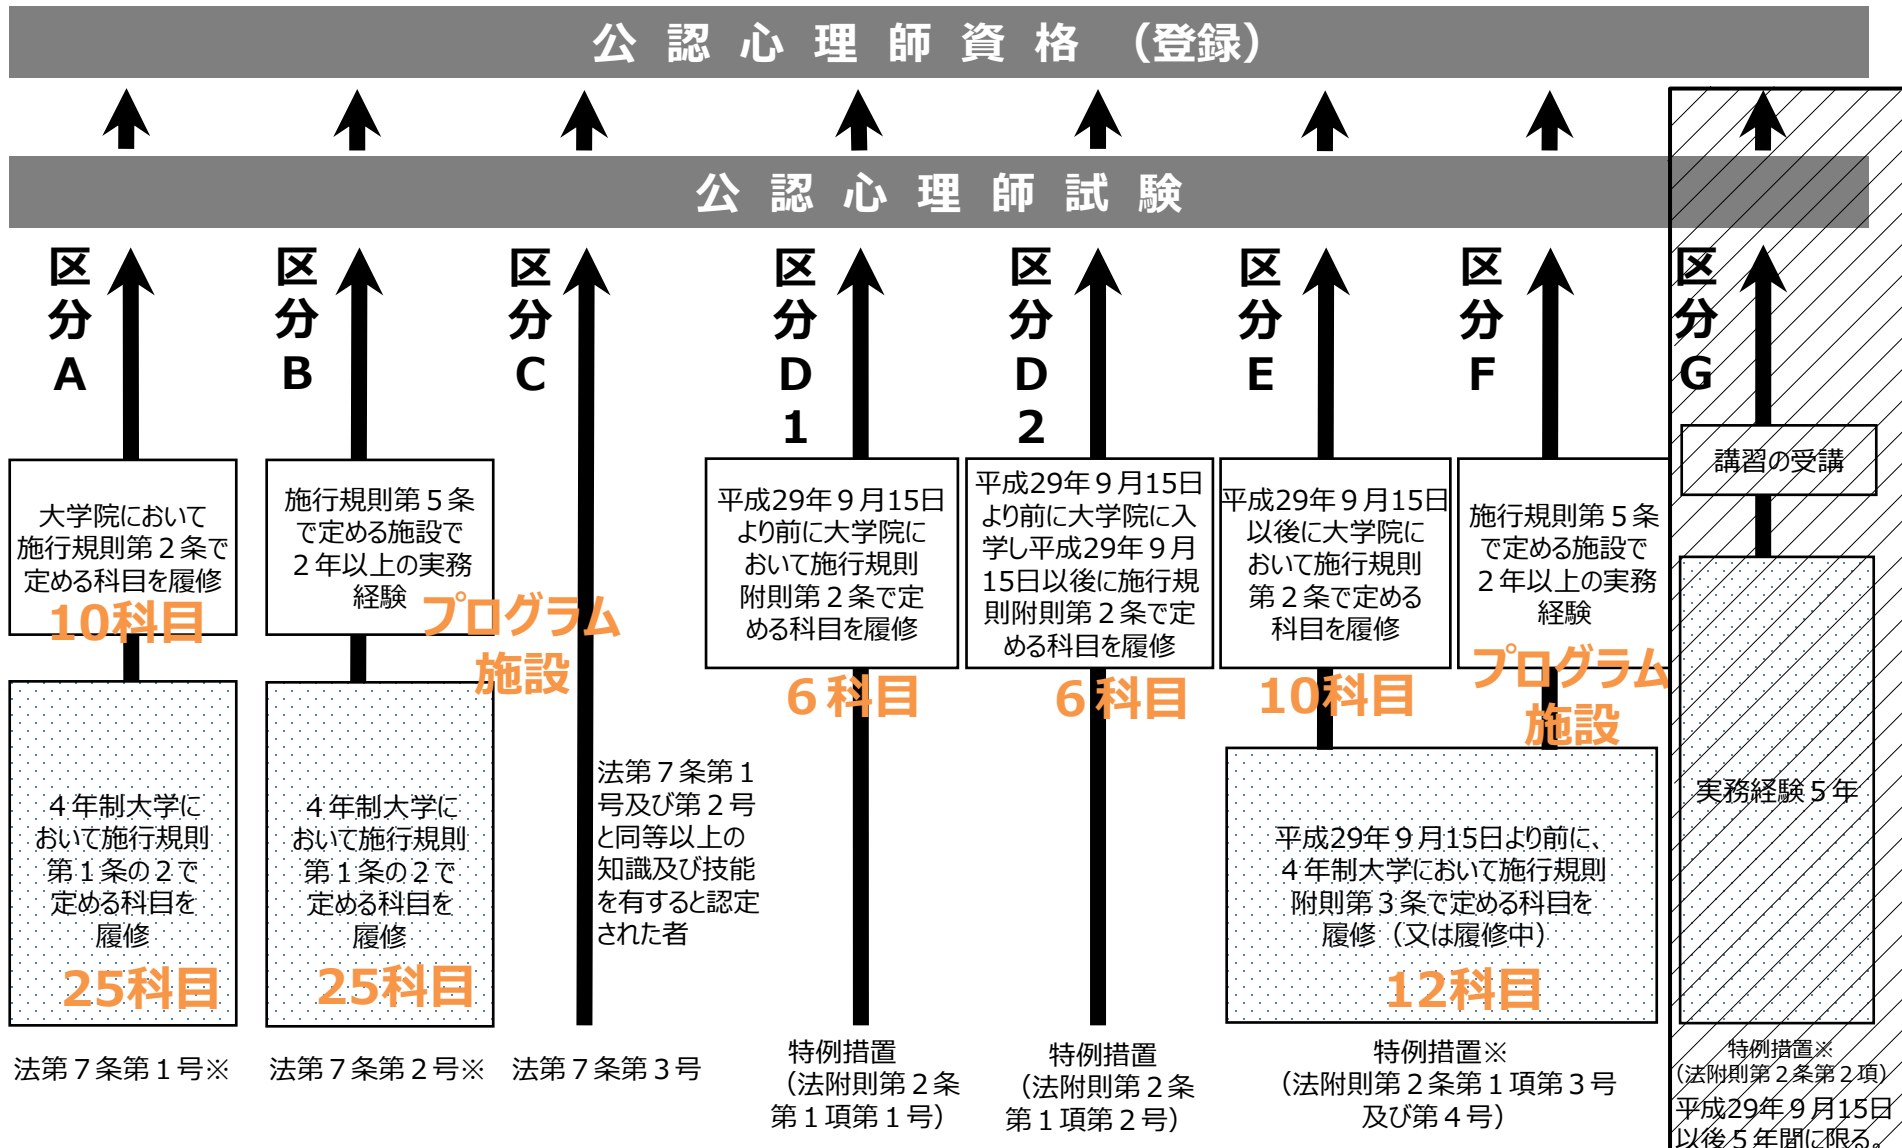 公認心理師資格（登録）
公認心理師試験
区分A
区分B
区分C
区分D1
区分D2
区分E
区分F
区分G
大学院において
施行規則第２条で
定める科目を履修
10科目
４年制大学に
おいて施行規則
第１条の２で
定める科目を
履修
25科目
法第７条第１号※
施行規則第５条
で定める施設で
２年以上の実務
経験
プログラム
施設
４年制大学に
おいて施行規則
第１条の２で
定める科目を
履修
25科目
法第７条第２号※
法第７条第１
号及び第２号
と同等以上の
知識及び技能
を有すると認定
された者
法第７条第３号
平成29年９月15日
より前に大学院に
おいて施行規則
附則第２条で定
める科目を履修
６科目
特例措置
（法附則第２条
第１項第１号）
平成29年９月15日
より前に大学院に入
学し平成29年９月
15日以後に施行規
則附則第２条で定
める科目を履修
６科目
特例措置
（法附則第２条
第１項第２号）
平成29年９月15日
以後に大学院に
おいて施行規則
第２条で定める
科目を履修
10科目
施行規則第５条
で定める施設で
２年以上の実務
経験
プログラム
施設
平成29年９月15日より前に、
４年制大学において施行規則
附則第３条で定める科目を
履修（又は履修中）
12科目
特例措置※
（法附則第２条第１項第３号
及び第４号）
講習の受講
実務経験５年
特例措置※
（法附則第２条第２項）
平成29年９月15日
以後５年間に限る。